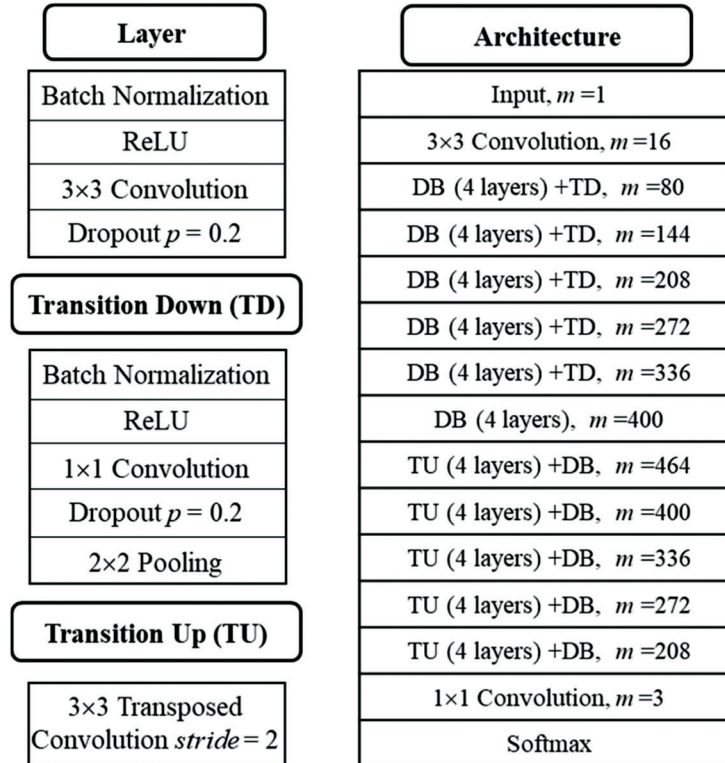 Layer
Batch Normalization
ReLU
3×3 Convolution
Dropout p = 0.2
Transition Down (TD)
Batch Normalization
ReLU
1×1 Convolution
Dropout p = 0.2
2×2 Pooling
Transition Up (TU)
3×3 Transposed
Convolution stride = 2
Architecture
Input, m =1
3×3 Convolution, m =16
DB (4 layers) +TD, m =80
DB (4 layers) +TD, m =144
DB (4 layers) +TD, m =208
DB (4 layers) +TD, m =272
DB (4 layers) +TD, m =336
DB (4 layers), m =400
TU (4 layers) +DB, m =464
TU (4 layers) +DB, m =400
TU (4 layers) +DB, m =336
TU (4 layers) +DB, m =272
TU (4 layers) +DB, m =208
1×1 Convolution, m =3
Softmax